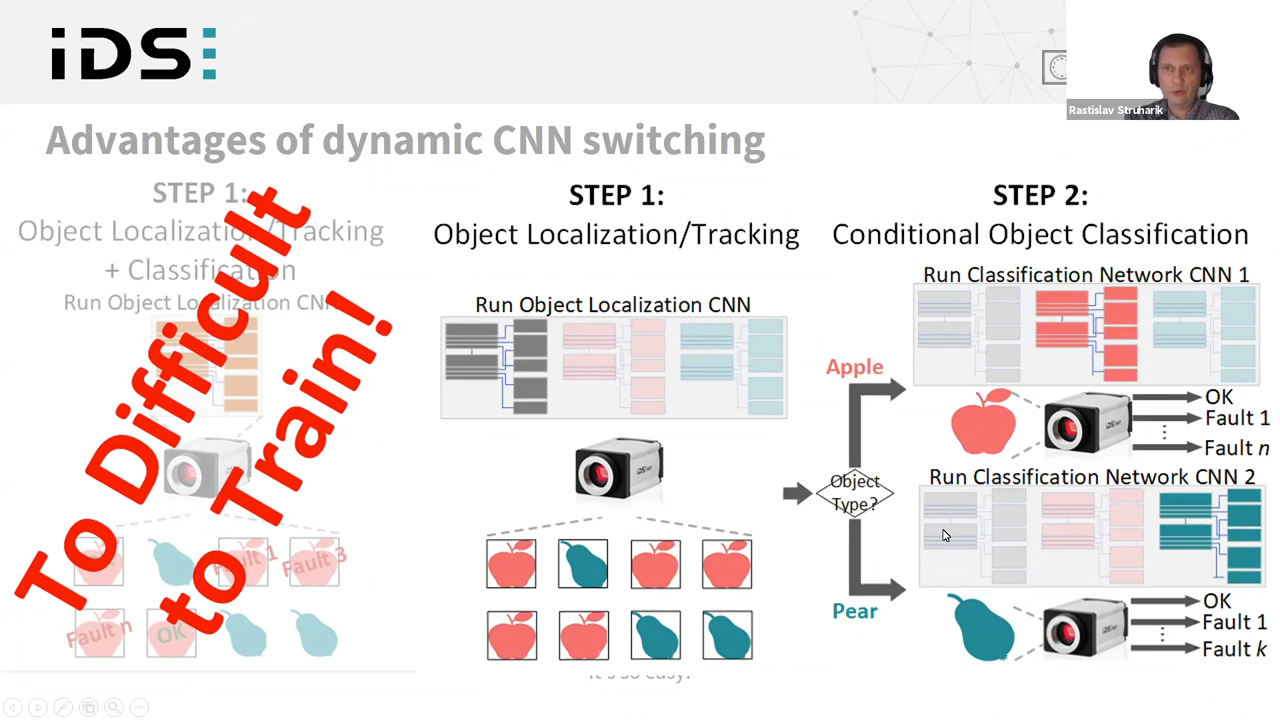 iDS
Rastislav Struharik
Advantages of dynamic CNN switching
STEP 1:
Object Localization/Tracking
+ Classification
Run Object Localization CNN
To Difficult
to Train!
Fault 1
Fault 3
Fault n
OK
STEP 1:
Object Localization/Tracking
Run Object Localization CNN
iDS
Object
Type?
Apple
Pear
STEP 2:
Conditional Object Classification
Run Classification Network CNN 1
iDS
OK
Fault 1
Fault n
Run Classification Network CNN 2
iDS
OK
Fault 1
Fault k
It's so easy!